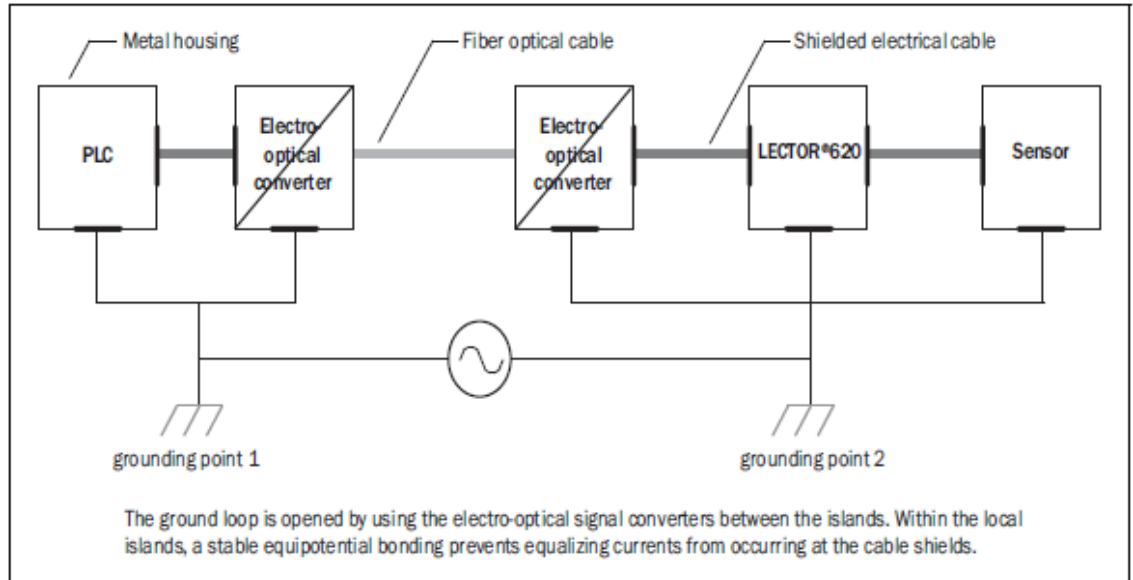 Metal housing
Fiber optical cable
Shielded electrical cable
PLC
Electro-
optical
converter
Electro-
optical
converter
LECTOR®620
Sensor
grounding point 1
grounding point 2
The ground loop is opened by using the electro-optical signal converters between the islands. Within the local
islands, a stable equipotential bonding prevents equalizing currents from occurring at the cable shields.